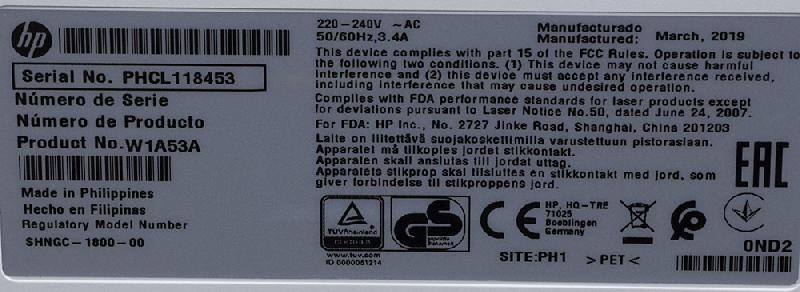 hp
Serial No. PHCL118453
Número de Serie
Número de Producto
Product No.-W1A53A
Made in Philippines
Hecho en Filipinas
Regulatory Model Number
SHNGC-1800-00
220-240V ~AC
50/60Hz,3.4A
Manufacturado
Manufactured: March, 2019
This device complies with part 15 of the FCC Rules. Operation is subject to
the following two conditions. (1) This device may not cause harmful
interference and (2) this device must accept any interference received,
including interference that may cause undesired operation.
Complies with FDA performance standards for laser products except
for deviations pursuant to Laser Notice No.50, dated June 24, 2007.
For FDA: HP Inc., No. 2727 Jinke Road, Shanghai, China 201203
Laite on liitettävä suojakoskettimilla varustettuun pistorasiaan.
Apparatet må tilkoples jordet stikkontakt.
Apparaten skall anslutas till jordat uttag.
Apparatets stikprop skal tilsluttes en stikkontakt med jord, som
giver forbindelse til stikproppens jord.
EAC
TÜVRheinland
www.tuv.com
ID 0000061214
GS
CE
HP, HQ-TRE
71025
Boeblingen
Germany
SITE:PH1
>PET<
0ND2